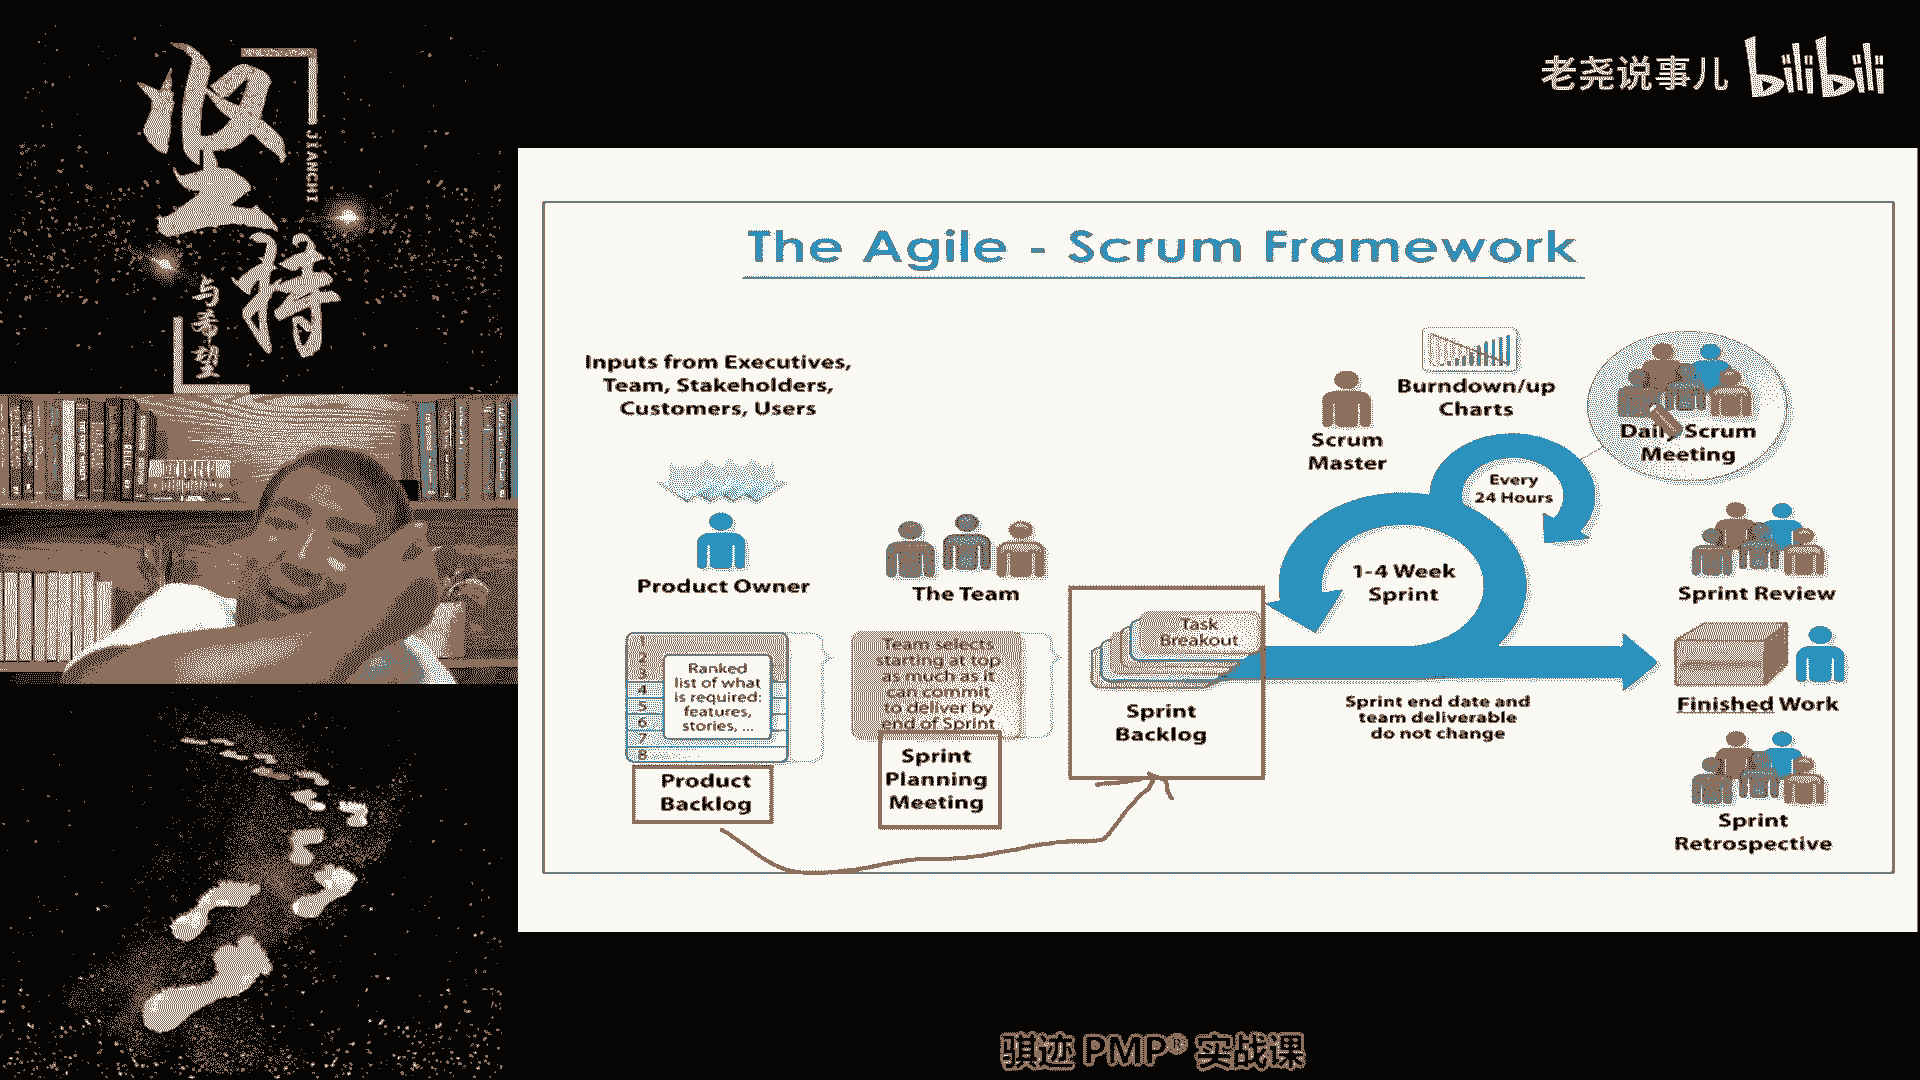 坚
持
JIANCHI
与希望
老尧说事儿 bilibili
The Agile - Scrum Framework
Inputs from Executives,
Team, Stakeholders,
Customers, Users
Product Owner
The Team
1
2
3
4
5
6
7
8
Ranked
list of what
is required:
features,
stories, ...
Product
Backlog
Team selects
starting at top
as much as it
can commit
to deliver by
end of Sprint
Sprint
Planning
Meeting
Task
Breakout
Sprint
Backlog
Scrum
Master
Burndown/up
Charts
Daily Scrum
Meeting
Every
24 Hours
1-4 Week
Sprint
Sprint end date and
team deliverable
do not change
Sprint Review
Finished Work
Sprint
Retrospective
骐迹 PMP® 实战课